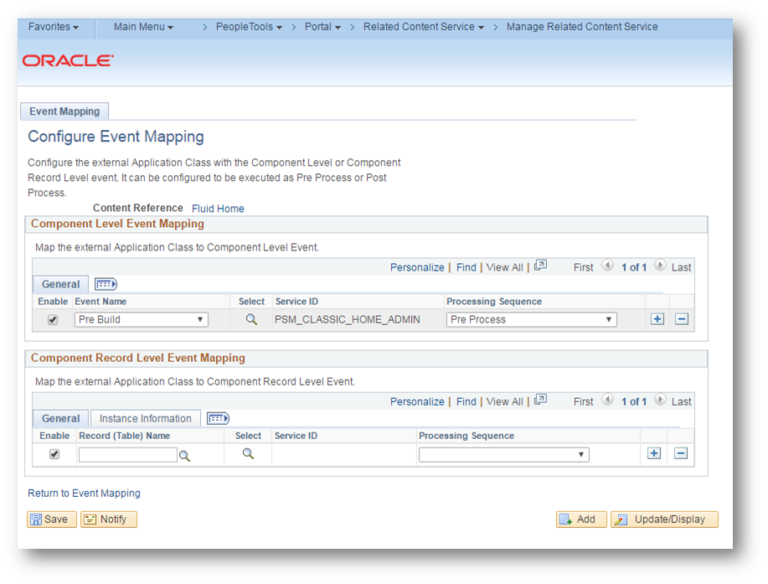 Favorites Main Menu > PeopleTools > Portal > Related Content Service > Manage Related Content Service
ORACLE
Event Mapping
Configure Event Mapping
Configure the external Application Class with the Component Level or Component
Record Level event. It can be configured to be executed as Pre Process or Post
Process.
Content Reference Fluid Home
Component Level Event Mapping
Map the external Application Class to Component Level Event.
Personalize | Find | View All | First 1 of 1 Last
General
Enable Event Name Select Service ID Processing Sequence
Pre Build PSM_CLASSIC_HOME_ADMIN Pre Process
Component Record Level Event Mapping
Map the external Application Class to Component Record Level Event.
Personalize | Find | View All | First 1 of 1 Last
General Instance Information
Enable Record (Table) Name Select Service ID Processing Sequence
Return to Event Mapping
Save Notify Add Update/Display